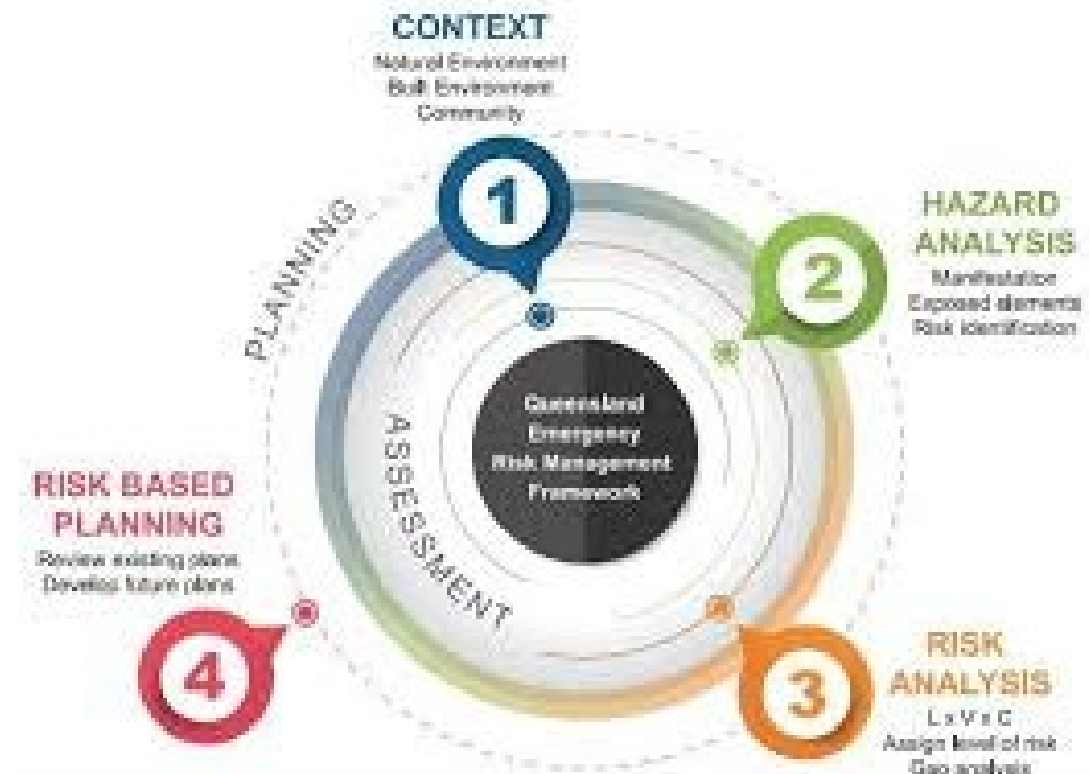 CONTEXT
Natural Environment
Built Environment
Community
1
PLANNING
2
HAZARD
ANALYSIS
Manifestation
Exposed elements
Risk identification
Queensland
Emergency
Risk Management
Framework
ASSESSMENT
RISK BASED
PLANNING
Review existing plans
Develop future plans
4
3
RISK
ANALYSIS
L x V x C
Assign level of risk
Gap analysis